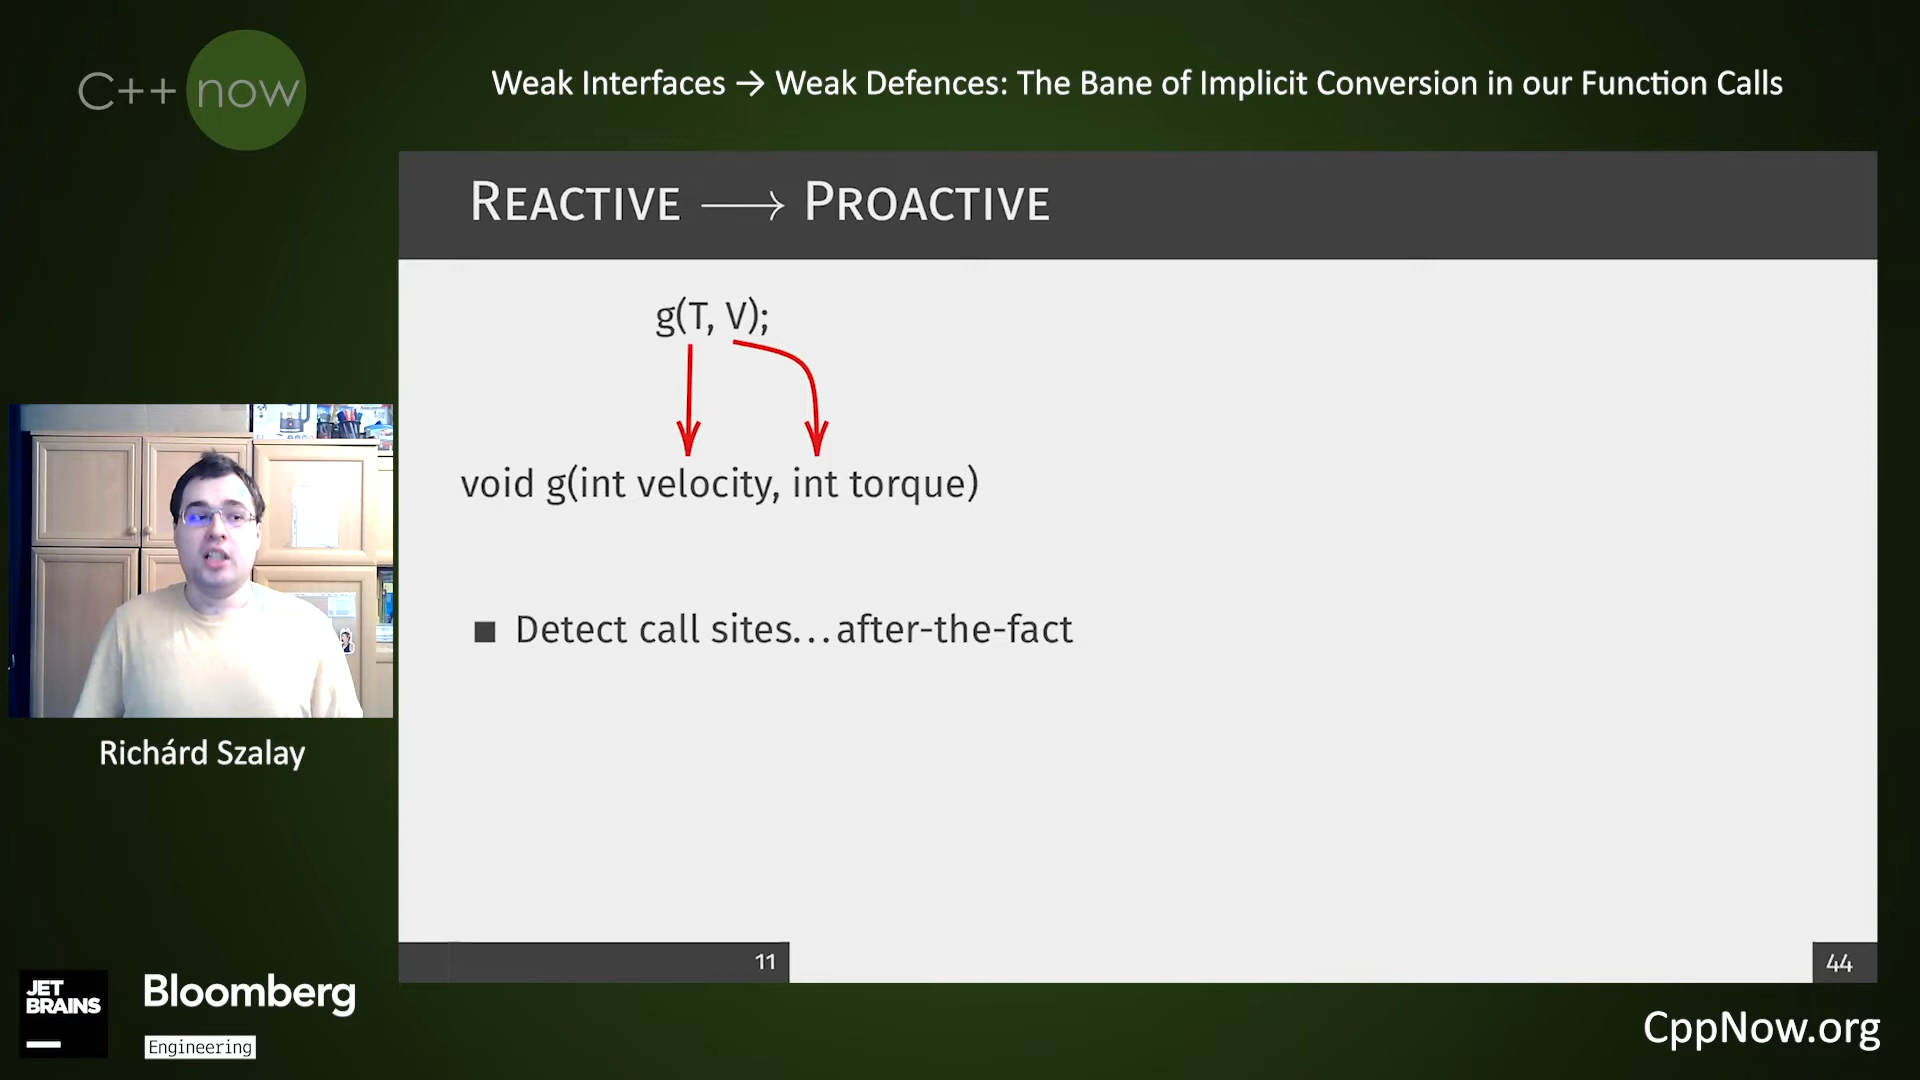 C++ now
Weak Interfaces → Weak Defences: The Bane of Implicit Conversion in our Function Calls
REACTIVE ⟶ PROACTIVE
g(T, V);
void g(int velocity, int torque)
■ Detect call sites...after-the-fact
Richárd Szalay
11
44
JET
BRAINS
Bloomberg
Engineering
CppNow.org